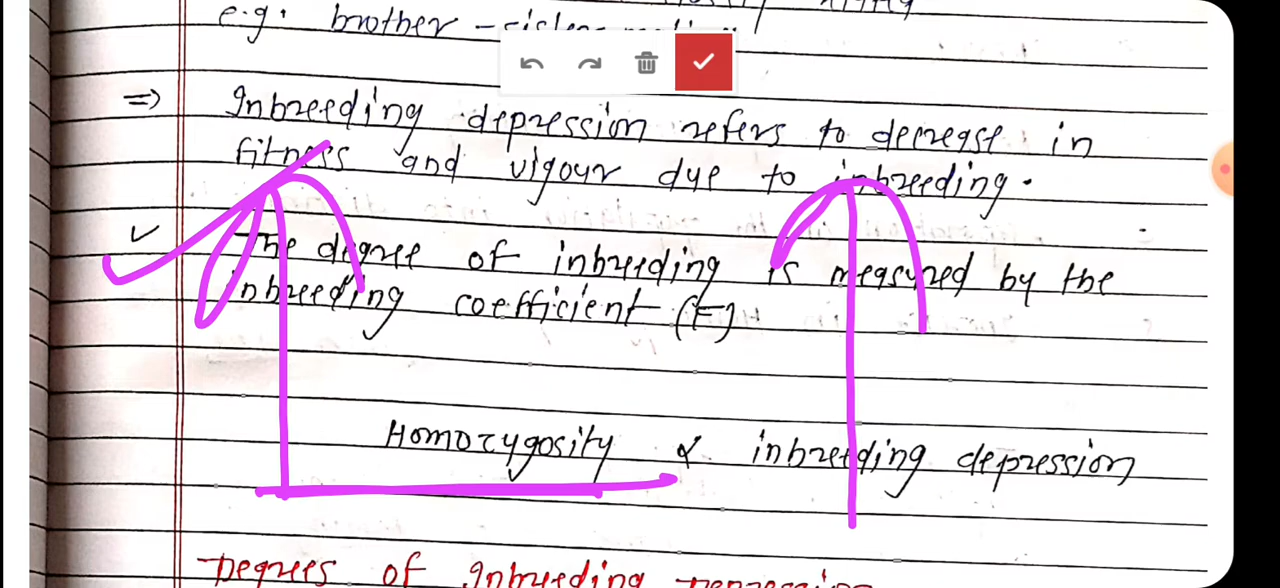 e.g. brother -
=> Inbreeding depression refers to decrease in
fitness and vigour due to inbreeding.
The degree of inbreeding is measured by the
inbreeding coefficient (F)
Homozygosity ∝ inbreeding depression
Degrees of Inbreeding Depression